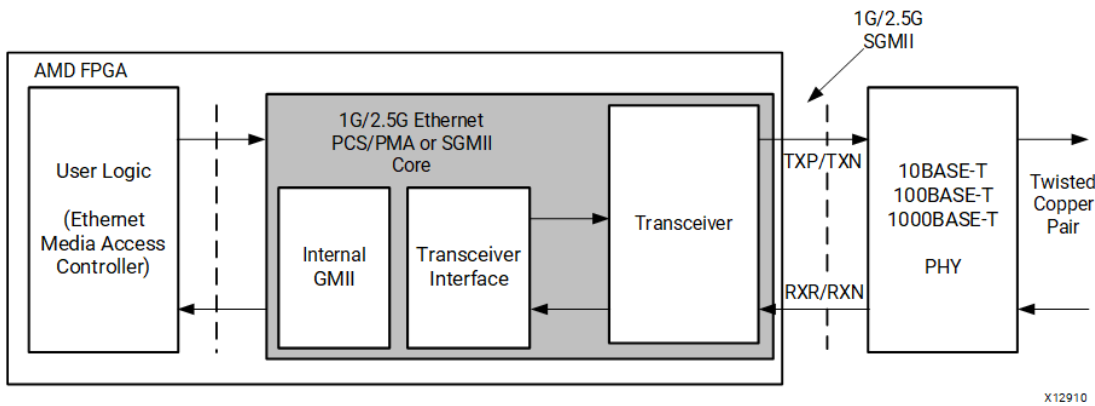 1G/2.5G
SGMII
AMD FPGA
User Logic
(Ethernet
Media Access
Controller)
1G/2.5G Ethernet
PCS/PMA or SGMII
Core
Internal
GMII
Transceiver
Interface
Transceiver
TXP/TXN
RXR/RXN
10BASE-T
100BASE-T
1000BASE-T
PHY
Twisted
Copper
Pair
X12910